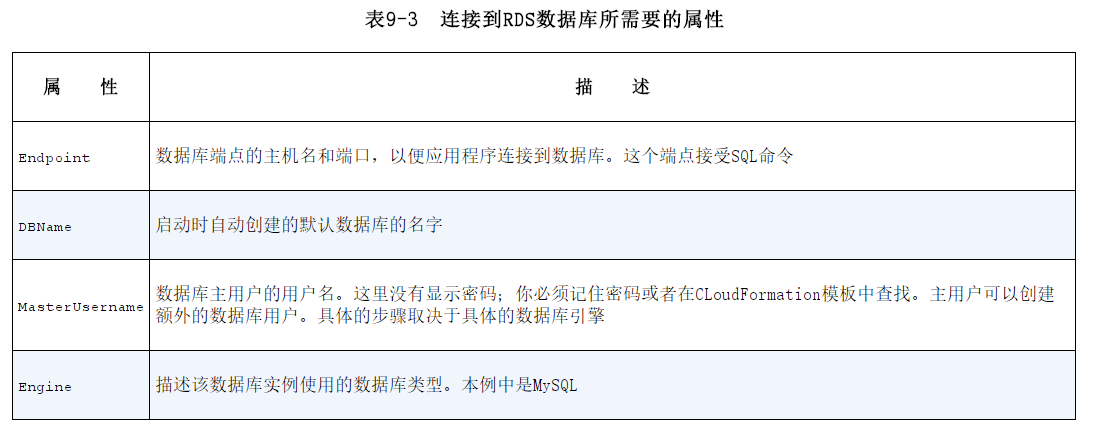 表9-3 连接到RDS数据库所需要的属性
属 性 描 述
Endpoint 数据库端点的主机名和端口，以便应用程序连接到数据库。这个端点接受SQL命令
DBName 启动时自动创建的默认数据库的名字
MasterUsername 数据库主用户的用户名。这里没有显示密码；你必须记住密码或者在CLoudFormation模板中查找。主用户可以创建
额外的数据库用户。具体的步骤取决于具体的数据库引擎
Engine 描述该数据库实例使用的数据库类型。本例中是MySQL